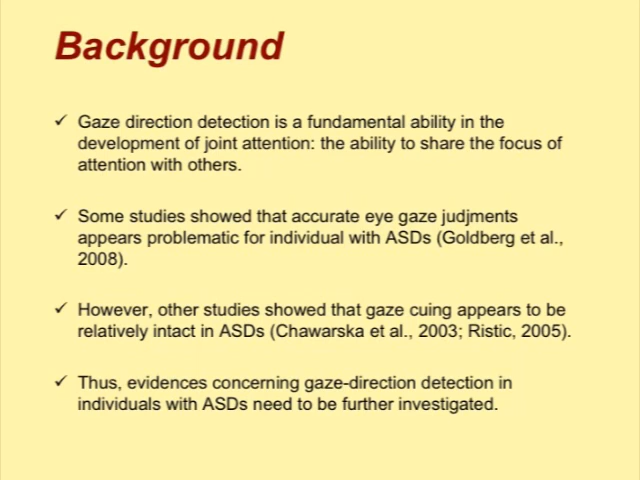 Background
✓ Gaze direction detection is a fundamental ability in the
development of joint attention: the ability to share the focus of
attention with others.
✓ Some studies showed that accurate eye gaze judjments
appears problematic for individual with ASDs (Goldberg et al.,
2008).
✓ However, other studies showed that gaze cuing appears to be
relatively intact in ASDs (Chawarska et al., 2003; Ristic, 2005).
✓ Thus, evidences concerning gaze-direction detection in
individuals with ASDs need to be further investigated.